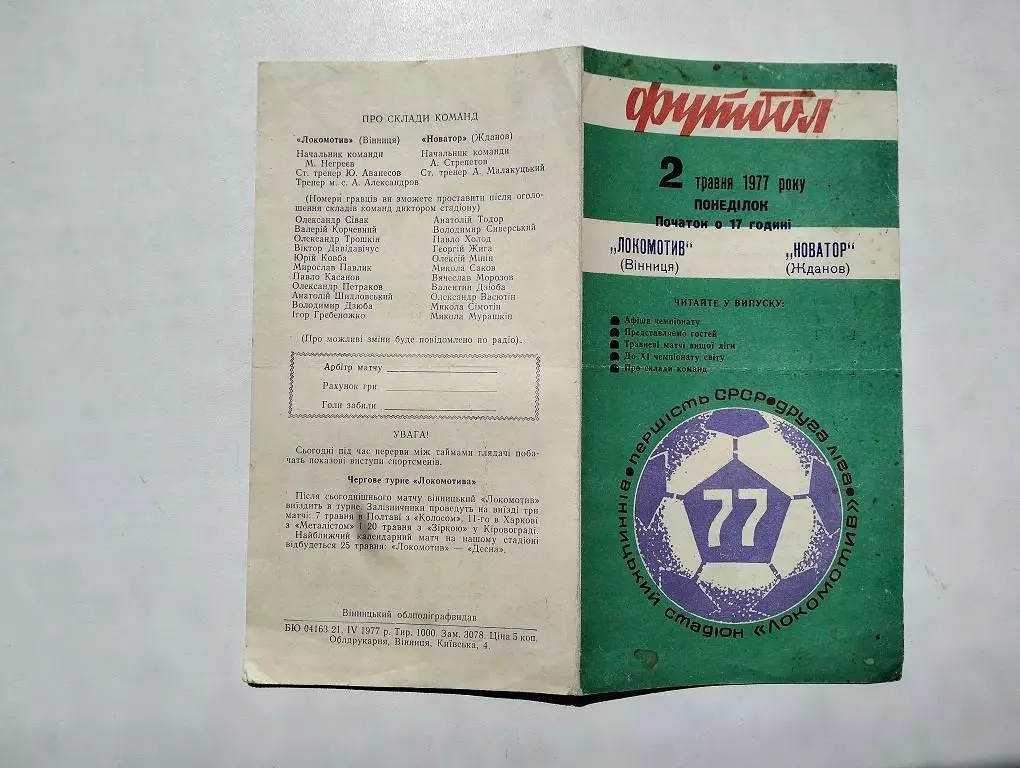 ПРО СКЛАДИ КОМАНД
«Локомотив» (Вінниця)
Начальник команди
М. Негреєв
Ст. тренер Ю. Аванесов
Тренер м. с. А. Александров
«Новатор» (Жданов)
Начальник команди
А. Стрепетов
Ст. тренер А. Малакуцький
(Номери гравців ви зможете проставити після оголо-
шення складів команд диктором стадіону)
Олександр Сівак
Валерій Корчевний
Олександр Трошкін
Віктор Давідавічус
Юрій Ковба
Мирослав Павлик
Павло Касанов
Олександр Петраков
Анатолій Шидловський
Володимир Дзюба
Ігор Гребеножко
Анатолій Тодор
Володимир Сиверський
Павло Холод
Георгій Жига
Олексій Мінін
Микола Саков
Вячеслав Морозов
Валентин Дзюба
Олександр Васютін
Микола Сімотін
Микола Мурашкін
(Про можливі зміни буде повідомлено по радіо).
Арбітр матчу
Рахунок гри
Голи забили
УВАГА!
Сьогодні під час перерви між таймами глядачі поба-
чать показові виступи спортсменів.
Чергове турне «Локомотива»
Після сьогоднішнього матчу вінницький «Локомотив»
виїздить в турне. Залізничники проведуть на виїзді три
матчі: 7 травня в Полтаві з «Колосом», 11-го в Харкові
з «Металістом» і 20 травня з «Зіркою» у Кіровограді.
Найближчий календарний матч на нашому стадіоні
відбудеться 25 травня: «Локомотив» — «Десна».
Вінницький облполіграфвидав
БЮ 04163 21. IV 1977 р. Тир. 1000. Зам. 3078. Ціна 5 коп.
Облдрукарня, Вінниця, Київська, 4.
футбол
2 травня 1977 року
ПОНЕДІЛОК
Початок о 17 годині
„ЛОКОМОТИВ"
(Вінниця)
„НОВАТОР"
(Жданов)
ЧИТАЙТЕ У ВИПУСКУ:
Афіша чемпіонату
Представляємо гостей
Травневі матчі вищої ліги
До XI чемпіонату світу
Про склади команд
першість СРСР • друга ліга •
вінницький стадіон «Локомотив»
77